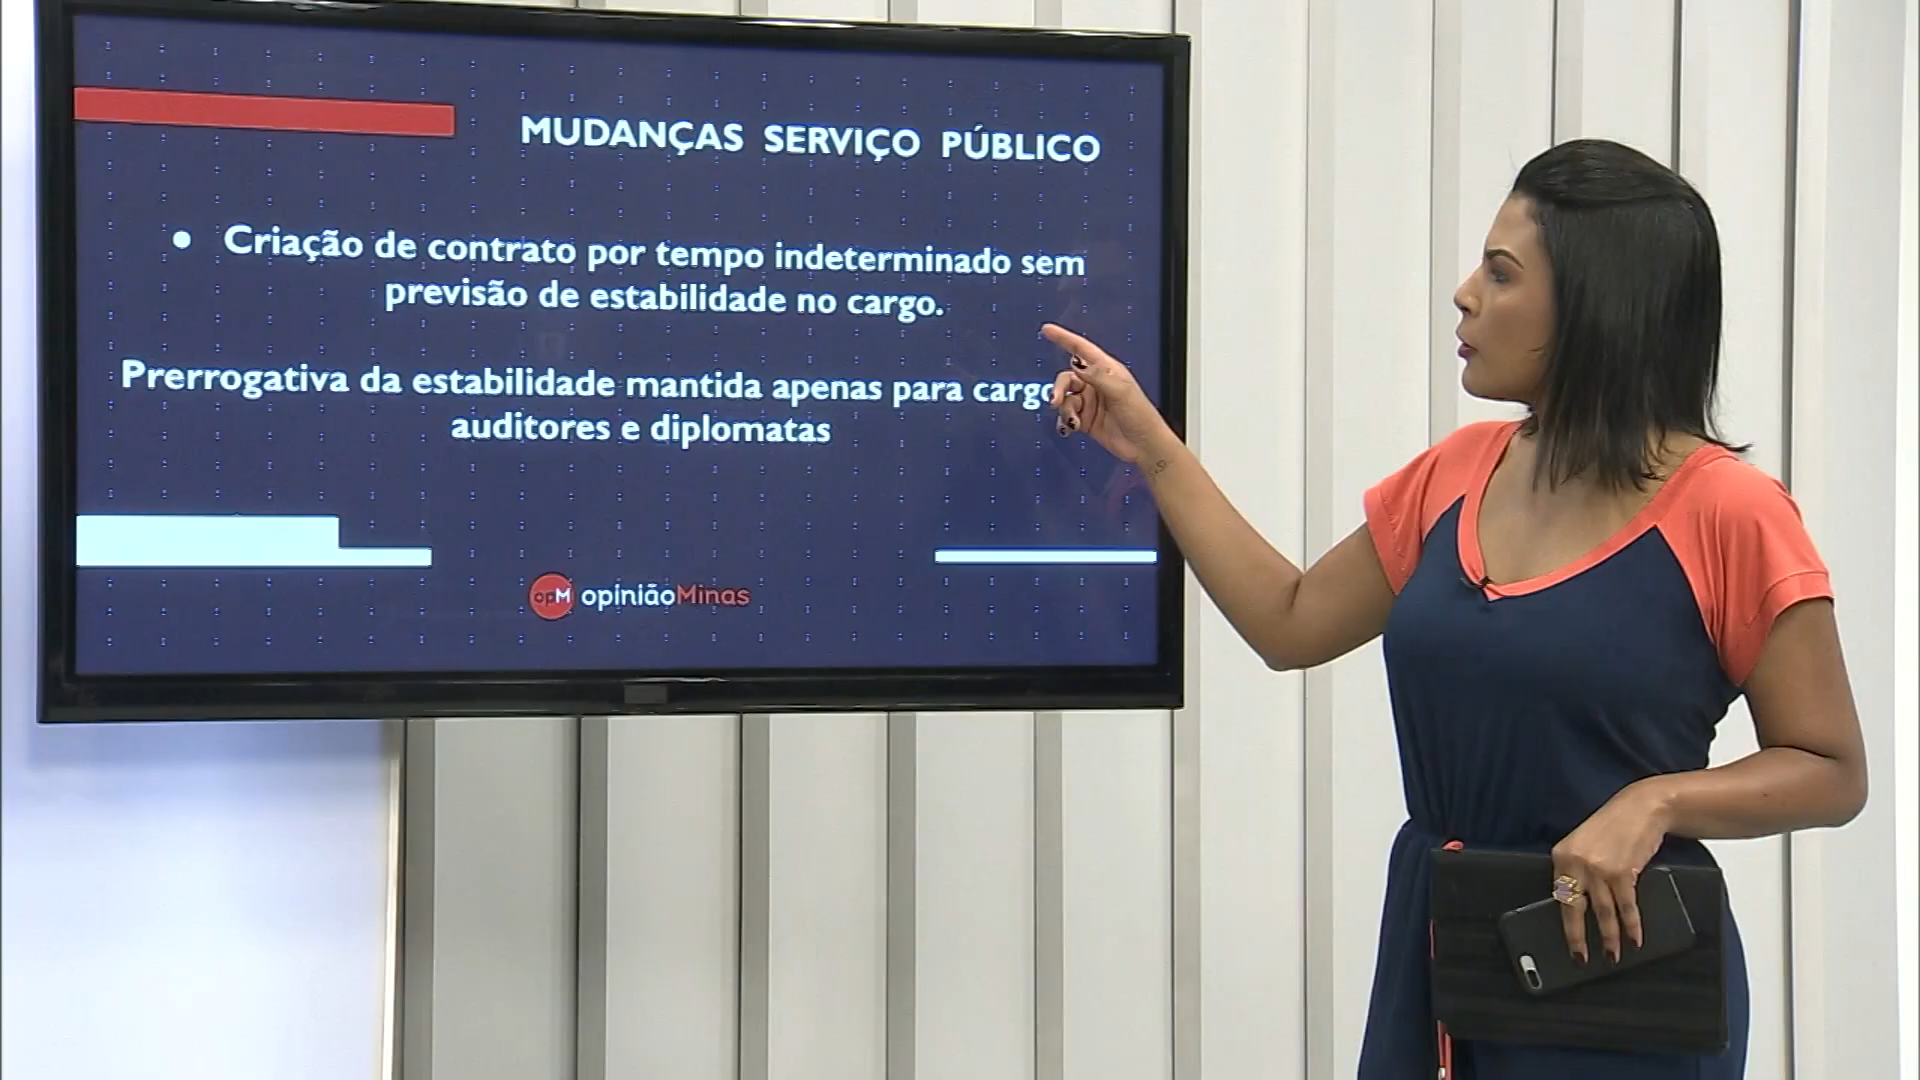 MUDANÇAS SERVIÇO PÚBLICO
• Criação de contrato por tempo indeterminado sem
previsão de estabilidade no cargo.
Prerrogativa da estabilidade mantida apenas para
auditores e diplomatas
opM opiniãoMinas